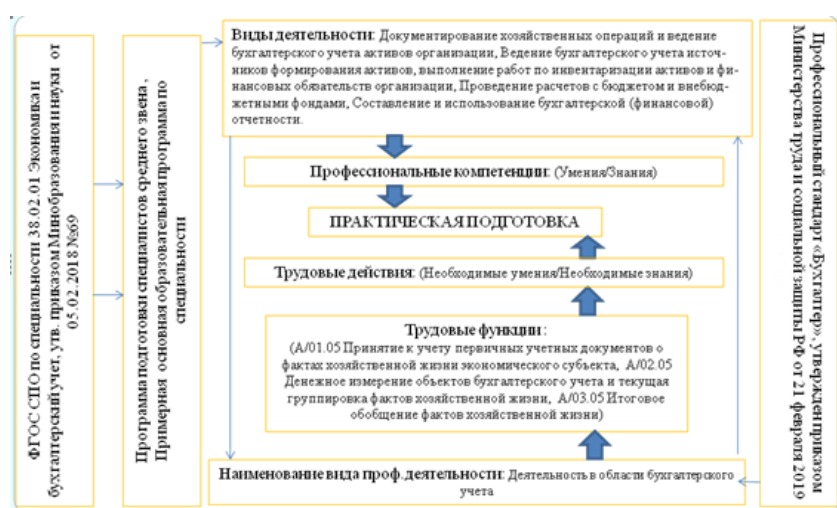 ФГОС СПО по специальности 38.02.01 Экономика и
бухгалтерский учет, утв. приказом Минобразования и науки от
05.02.2018 №69
Программа подготовки специалистов среднего звена ,
Примерная основная образовательная программа по
специальности
Виды деятельности: Документирование хозяйственных операций и ведение
бухгалтерского учета активов организации, Ведение бухгалтерского учета источ-
ников формирования активов, выполнение работ по инвентаризации активов и фи-
нансовых обязательств организации, Проведение расчетов с бюджетом и внебюд-
жетными фондами, Составление и использование бухгалтерской (финансовой)
отчетности.
Профессиональные компетенции: (Умения/Знания)
ПРАКТИЧЕСКАЯ ПОДГОТОВКА
Трудовые действия: (Необходимые умения/Необходимые знания)
Трудовые функции :
(А/01.05 Принятие к учету первичных учетных документов о
фактах хозяйственной жизни экономического субъекта, А/02.05
Денежное измерение объектов бухгалтерского учета и текущая
группировка фактов хозяйственной жизни, А/03.05 Итоговое
обобщение фактов хозяйственной жизни)
Наименование вида проф. деятельности: Деятельность в области бухгалтерского
учета
Профессиональный стандарт «Бухгалтер», утвержден приказом
Министерства труда и социальной защиты РФ от 21 февраля 2019